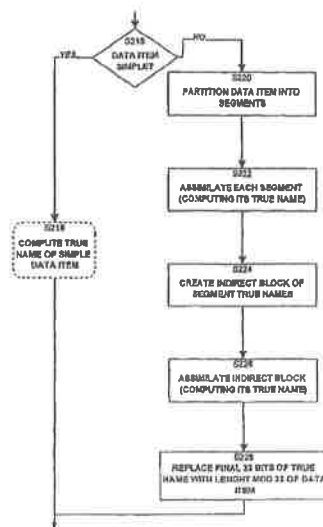 S216
DATA ITEM
SIMPLE?
YES
NO
S220
PARTITION DATA ITEM INTO
SEGMENTS
S222
ASSIMILATE EACH SEGMENT
(COMPUTING ITS TRUE NAME)
S218
COMPUTE TRUE
NAME OF SIMPLE
DATA ITEM
S224
CREATE INDIRECT BLOCK OF
SEGMENT TRUE NAMES
S226
ASSIMILATE INDIRECT BLOCK
(COMPUTING ITS TRUE NAME)
S228
REPLACE FINAL 32 BITS OF TRUE
NAME WITH LENGHT MOD 32 OF DATA
ITEM